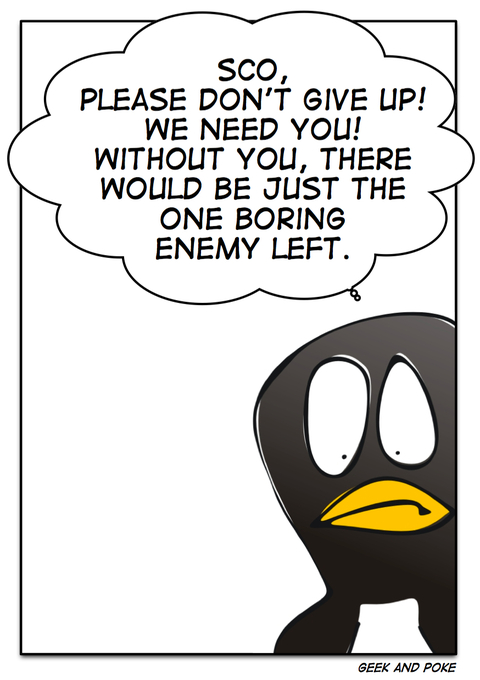 SCO,
PLEASE DON'T GIVE UP!
WE NEED YOU!
WITHOUT YOU, THERE
WOULD BE JUST THE
ONE BORING
ENEMY LEFT.
GEEK AND POKE